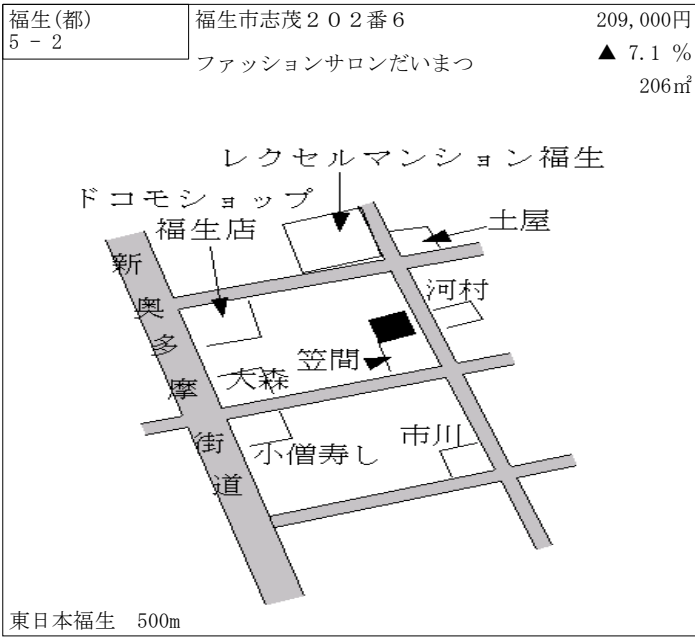 福生(都)
5 - 2
福生市志茂２０２番６
ファッションサロンだいまつ
209,000円
▲ 7.1 %
206㎡
レクセルマンション福生
ドコモショップ
福生店
土屋
新奥多摩街道
河村
笠間
大森
小僧寿し
市川
東日本福生　500m